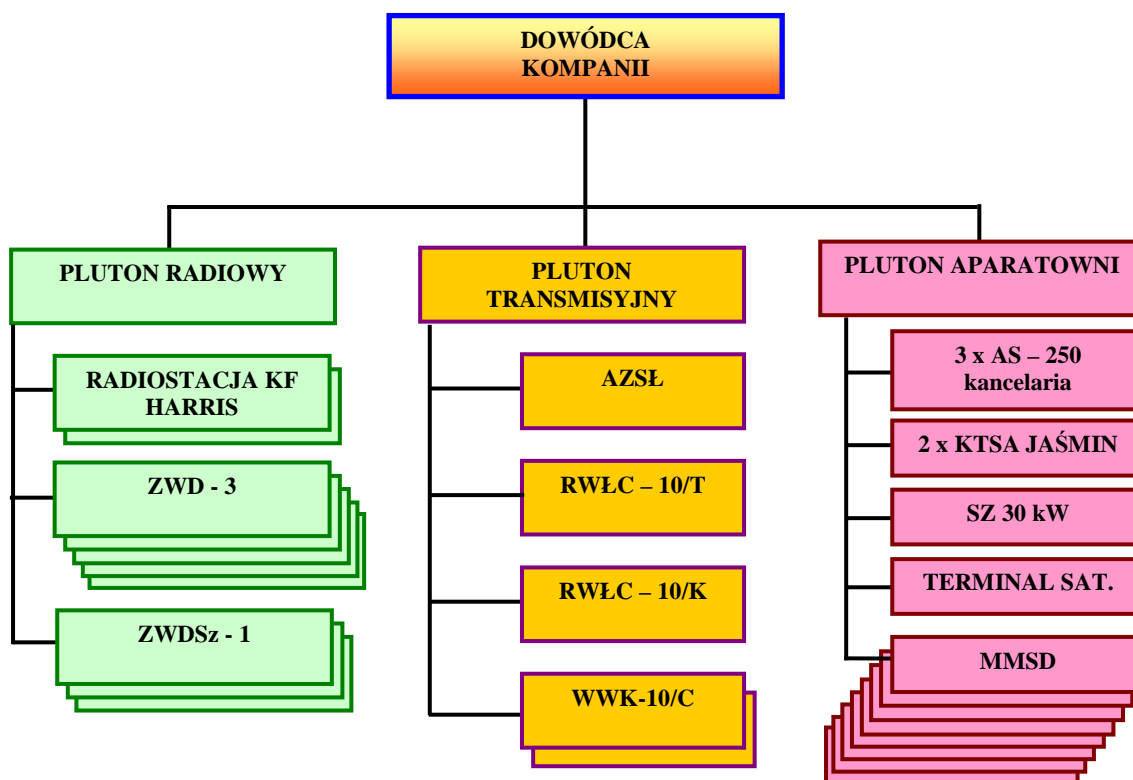 DOWÓDCA
KOMPANII
PLUTON RADIOWY
RADIOSTACJA KF
HARRIS
ZWD - 3
ZWDSz - 1
PLUTON
TRANSMISYJNY
AZSŁ
RWŁC – 10/T
RWŁC – 10/K
WWK-10/C
PLUTON APARATOWNI
3 x AS – 250
kancelaria
2 x KTSA JAŚMIN
SZ 30 kW
TERMINAL SAT.
MMSD